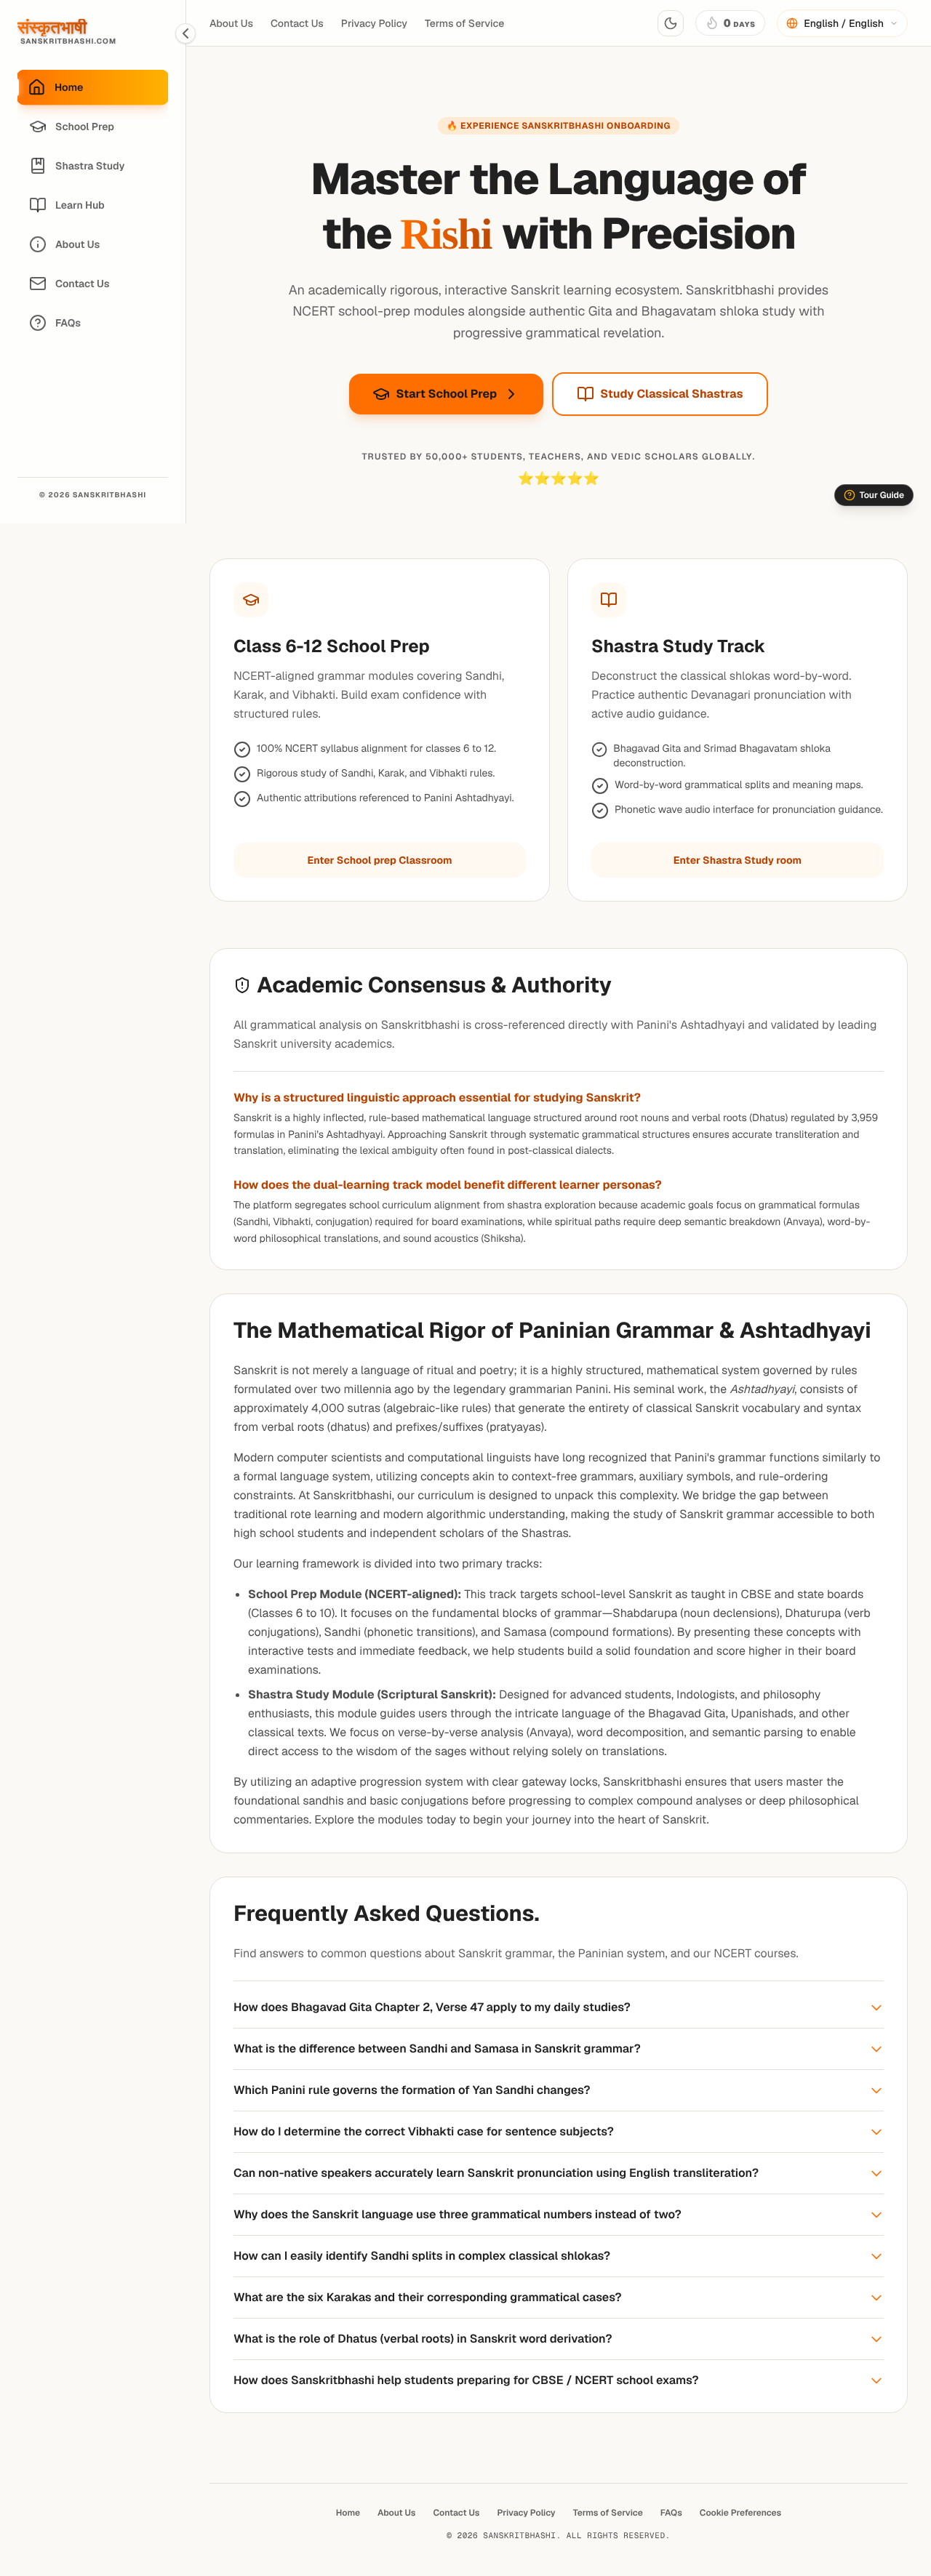 संस्कृतभाषी
SANSKRITBHASHI.COM
Home
School Prep
Shastra Study
Learn Hub
About Us
Contact Us
FAQs
© 2026 SANSKRITBHASHI
About Us Contact Us Privacy Policy Terms of Service
0 DAYS
English / English
🔥 EXPERIENCE SANSKRITBHASHI ONBOARDING
Master the Language of
the Rishi with Precision
An academically rigorous, interactive Sanskrit learning ecosystem. Sanskritbhashi provides
NCERT school-prep modules alongside authentic Gita and Bhagavatam shloka study with
progressive grammatical revelation.
Start School Prep
Study Classical Shastras
TRUSTED BY 50,000+ STUDENTS, TEACHERS, AND VEDIC SCHOLARS GLOBALLY.
⭐⭐⭐⭐⭐
Tour Guide
Class 6-12 School Prep
NCERT-aligned grammar modules covering Sandhi,
Karak, and Vibhakti. Build exam confidence with
structured rules.
100% NCERT syllabus alignment for classes 6 to 12.
Rigorous study of Sandhi, Karak, and Vibhakti rules.
Authentic attributions referenced to Panini Ashtadhyayi.
Enter School prep Classroom
Shastra Study Track
Deconstruct the classical shlokas word-by-word.
Practice authentic Devanagari pronunciation with
active audio guidance.
Bhagavad Gita and Srimad Bhagavatam shloka
deconstruction.
Word-by-word grammatical splits and meaning maps.
Phonetic wave audio interface for pronunciation guidance.
Enter Shastra Study room
Academic Consensus & Authority
All grammatical analysis on Sanskritbhashi is cross-referenced directly with Panini's Ashtadhyayi and validated by leading
Sanskrit university academics.
Why is a structured linguistic approach essential for studying Sanskrit?
Sanskrit is a highly inflected, rule-based mathematical language structured around root nouns and verbal roots (Dhatus) regulated by 3,959
formulas in Panini's Ashtadhyayi. Approaching Sanskrit through systematic grammatical structures ensures accurate transliteration and
translation, eliminating the lexical ambiguity often found in post-classical dialects.
How does the dual-learning track model benefit different learner personas?
The platform segregates school curriculum alignment from shastra exploration because academic goals focus on grammatical formulas
(Sandhi, Vibhakti, conjugation) required for board examinations, while spiritual paths require deep semantic breakdown (Anvaya), word-by-
word philosophical translations, and sound acoustics (Shiksha).
The Mathematical Rigor of Paninian Grammar & Ashtadhyayi
Sanskrit is not merely a language of ritual and poetry; it is a highly structured, mathematical system governed by rules
formulated over two millennia ago by the legendary grammarian Panini. His seminal work, the Ashtadhyayi, consists of
approximately 4,000 sutras (algebraic-like rules) that generate the entirety of classical Sanskrit vocabulary and syntax
from verbal roots (dhatus) and prefixes/suffixes (pratyayas).
Modern computer scientists and computational linguists have long recognized that Panini's grammar functions similarly to
a formal language system, utilizing concepts akin to context-free grammars, auxiliary symbols, and rule-ordering
constraints. At Sanskritbhashi, our curriculum is designed to unpack this complexity. We bridge the gap between
traditional rote learning and modern algorithmic understanding, making the study of Sanskrit grammar accessible to both
high school students and independent scholars of the Shastras.
Our learning framework is divided into two primary tracks:
• School Prep Module (NCERT-aligned): This track targets school-level Sanskrit as taught in CBSE and state boards
(Classes 6 to 10). It focuses on the fundamental blocks of grammar—Shabdarupa (noun declensions), Dhaturupa (verb
conjugations), Sandhi (phonetic transitions), and Samasa (compound formations). By presenting these concepts with
interactive tests and immediate feedback, we help students build a solid foundation and score higher in their board
examinations.
• Shastra Study Module (Scriptural Sanskrit): Designed for advanced students, Indologists, and philosophy
enthusiasts, this module guides users through the intricate language of the Bhagavad Gita, Upanishads, and other
classical texts. We focus on verse-by-verse analysis (Anvaya), word decomposition, and semantic parsing to enable
direct access to the wisdom of the sages without relying solely on translations.
By utilizing an adaptive progression system with clear gateway locks, Sanskritbhashi ensures that users master the
foundational sandhis and basic conjugations before progressing to complex compound analyses or deep philosophical
commentaries. Explore the modules today to begin your journey into the heart of Sanskrit.
Frequently Asked Questions.
Find answers to common questions about Sanskrit grammar, the Paninian system, and our NCERT courses.
How does Bhagavad Gita Chapter 2, Verse 47 apply to my daily studies?
What is the difference between Sandhi and Samasa in Sanskrit grammar?
Which Panini rule governs the formation of Yan Sandhi changes?
How do I determine the correct Vibhakti case for sentence subjects?
Can non-native speakers accurately learn Sanskrit pronunciation using English transliteration?
Why does the Sanskrit language use three grammatical numbers instead of two?
How can I easily identify Sandhi splits in complex classical shlokas?
What are the six Karakas and their corresponding grammatical cases?
What is the role of Dhatus (verbal roots) in Sanskrit word derivation?
How does Sanskritbhashi help students preparing for CBSE / NCERT school exams?
Home About Us Contact Us Privacy Policy Terms of Service FAQs Cookie Preferences
© 2026 SANSKRITBHASHI. ALL RIGHTS RESERVED.